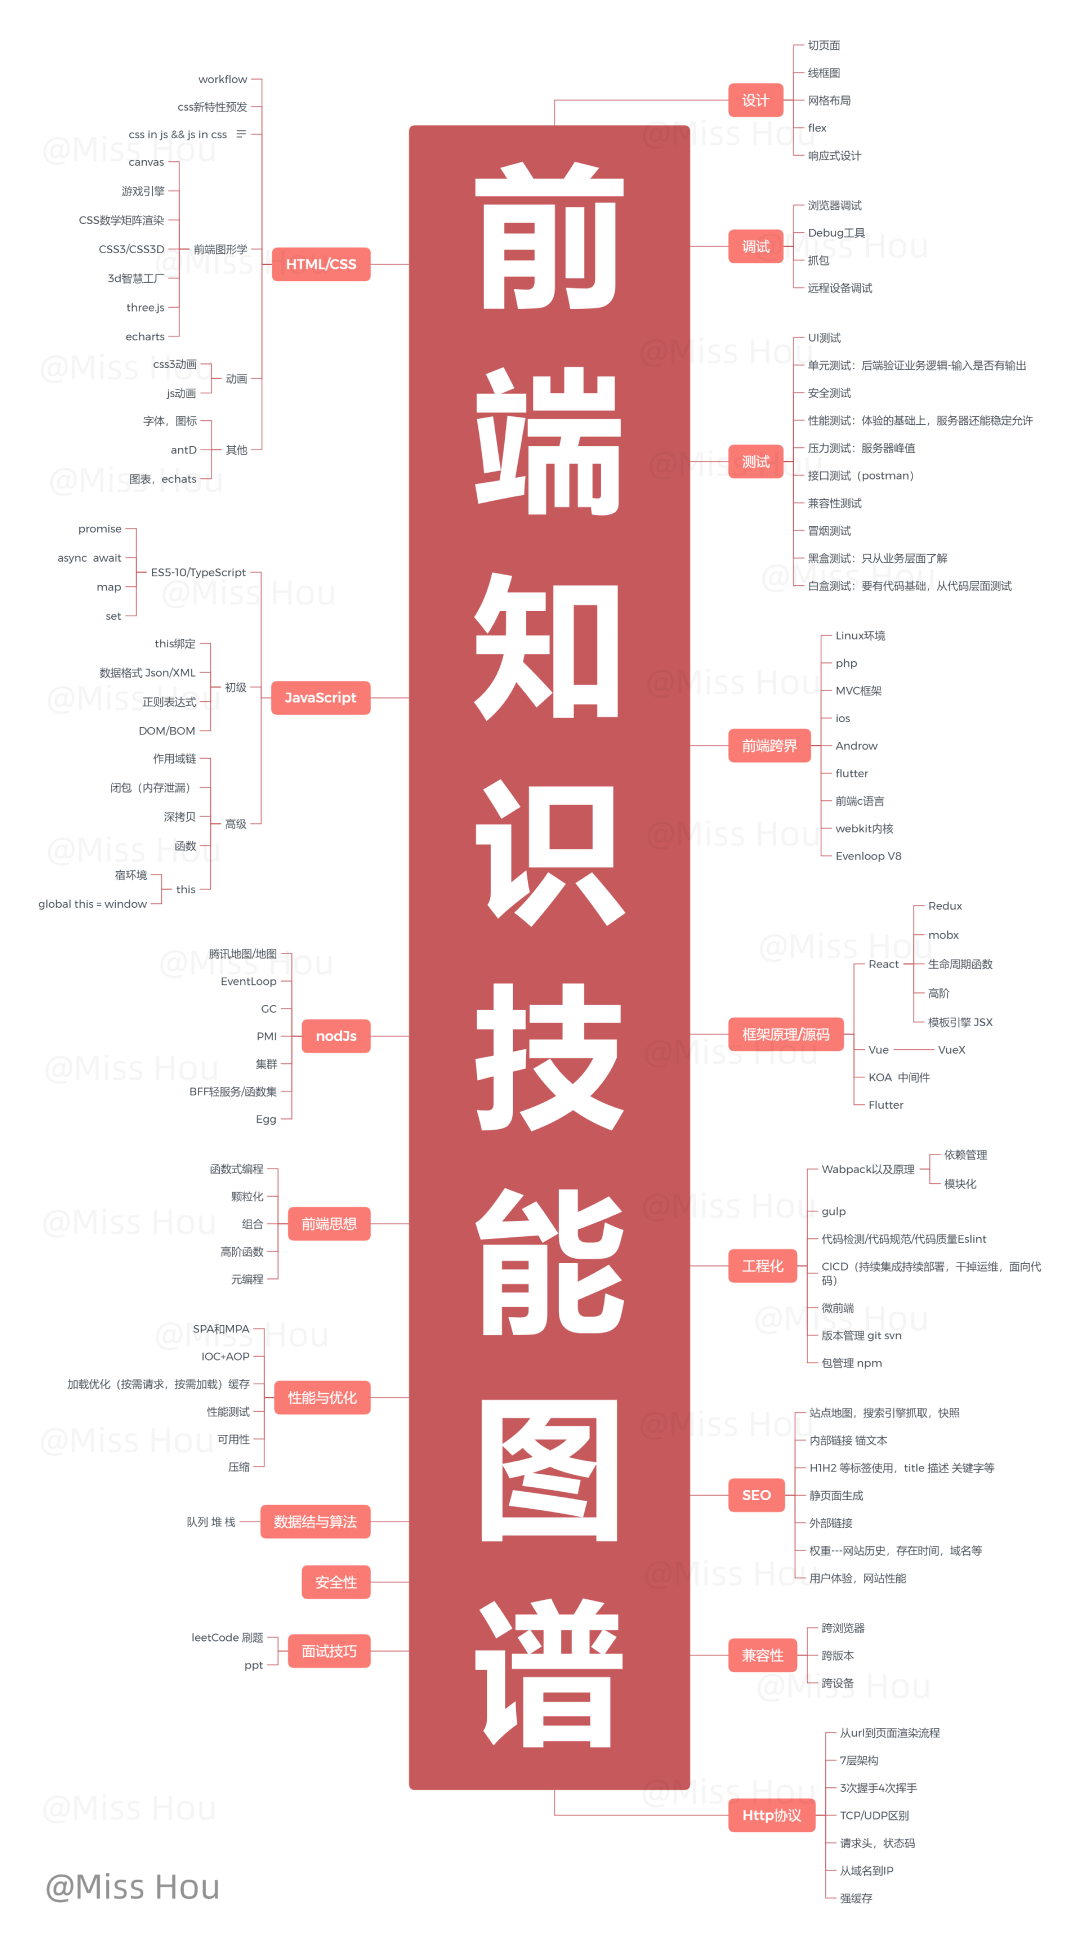 前
端
知
识
技
能
图
谱
HTML/CSS
workflow
css新特性预发
css in js && js in css
前端图形学
canvas
游戏引擎
CSS数学矩阵渲染
CSS3/CSS3D
3d智慧工厂
three.js
echarts
动画
css3动画
js动画
其他
字体，图标
antD
图表，echats
JavaScript
ES5-10/TypeScript
promise
async await
map
set
初级
this绑定
数据格式 Json/XML
正则表达式
DOM/BOM
高级
作用域链
闭包（内存泄漏）
深拷贝
函数
this
宿环境
global this = window
nodJs
腾讯地图/地图
EventLoop
GC
PMI
集群
BFF轻服务/函数集
Egg
前端思想
函数式编程
颗粒化
组合
高阶函数
元编程
性能与优化
SPA和MPA
IOC+AOP
加载优化（按需请求，按需加载）缓存
性能测试
可用性
压缩
数据结与算法
队列 堆 栈
安全性
面试技巧
leetCode 刷题
ppt
设计
切页面
线框图
网格布局
flex
响应式设计
调试
浏览器调试
Debug工具
抓包
远程设备调试
测试
UI测试
单元测试：后端验证业务逻辑-输入是否有输出
安全测试
性能测试：体验的基础上，服务器还能稳定允许
压力测试：服务器峰值
接口测试（postman）
兼容性测试
冒烟测试
黑盒测试：只从业务层面了解
白盒测试：要有代码基础，从代码层面测试
前端跨界
Linux环境
php
MVC框架
ios
Androw
flutter
前端c语言
webkit内核
Evenloop V8
框架原理/源码
React
Redux
mobx
生命周期函数
高阶
模板引擎 JSX
Vue
VueX
KOA 中间件
Flutter
工程化
Wabpack以及原理
依赖管理
模块化
gulp
代码检测/代码规范/代码质量Eslint
CICD（持续集成持续部署，干掉运维，面向代
码）
微前端
版本管理 git svn
包管理 npm
SEO
站点地图，搜索引擎抓取，快照
内部链接 锚文本
H1H2 等标签使用，title 描述 关键字等
静页面生成
外部链接
权重---网站历史，存在时间，域名等
用户体验，网站性能
兼容性
跨浏览器
跨版本
跨设备
Http协议
从url到页面渲染流程
7层架构
3次握手4次挥手
TCP/UDP区别
请求头，状态码
从域名到IP
强缓存
@Miss Hou